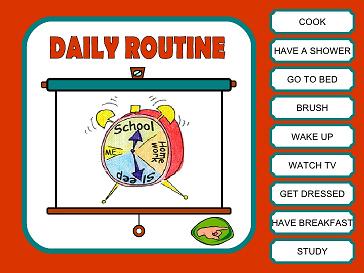 DAILY ROUTINE
School
ME
Home
work
Sleep
COOK
HAVE A SHOWER
GO TO BED
BRUSH
WAKE UP
WATCH TV
GET DRESSED
HAVE BREAKFAST
STUDY